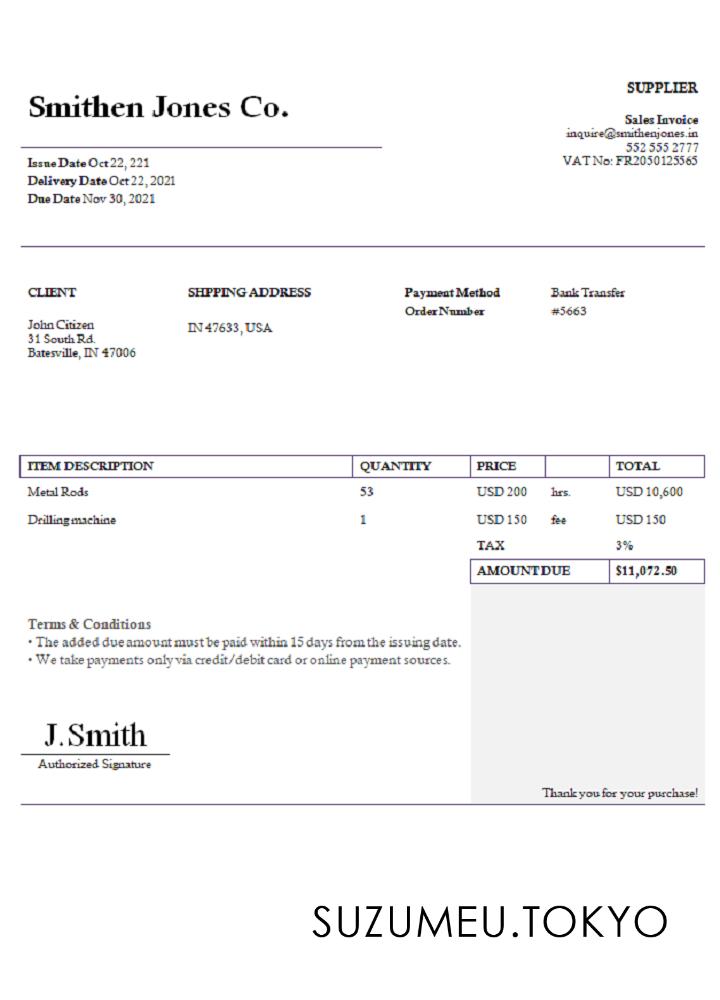 SUPPLIER
Smithen Jones Co.
Sales Invoice
inquire@smithenjones.in
552 555 2777
VAT No: FR2050125565
Issue Date Oct 22, 221
Delivery Date Oct 22, 2021
Due Date Nov 30, 2021
CLIENT SHPPING ADDRESS Payment Method Bank Transfer
Order Number #5663
John Citizen
31 South Rd.
Batesville, IN 47006
IN 47633, USA
ITEM DESCRIPTION QUANTITY PRICE TOTAL
Metal Rods 53 USD 200 hrs. USD 10,600
Drilling machine 1 USD 150 fee USD 150
TAX 3%
AMOUNT DUE $11,072.50
Terms & Conditions
• The added due amount must be paid within 15 days from the issuing date.
• We take payments only via credit/debit card or online payment sources.
J. Smith
Authorized Signature
Thank you for your purchase!
SUZUMEU.TOKYO